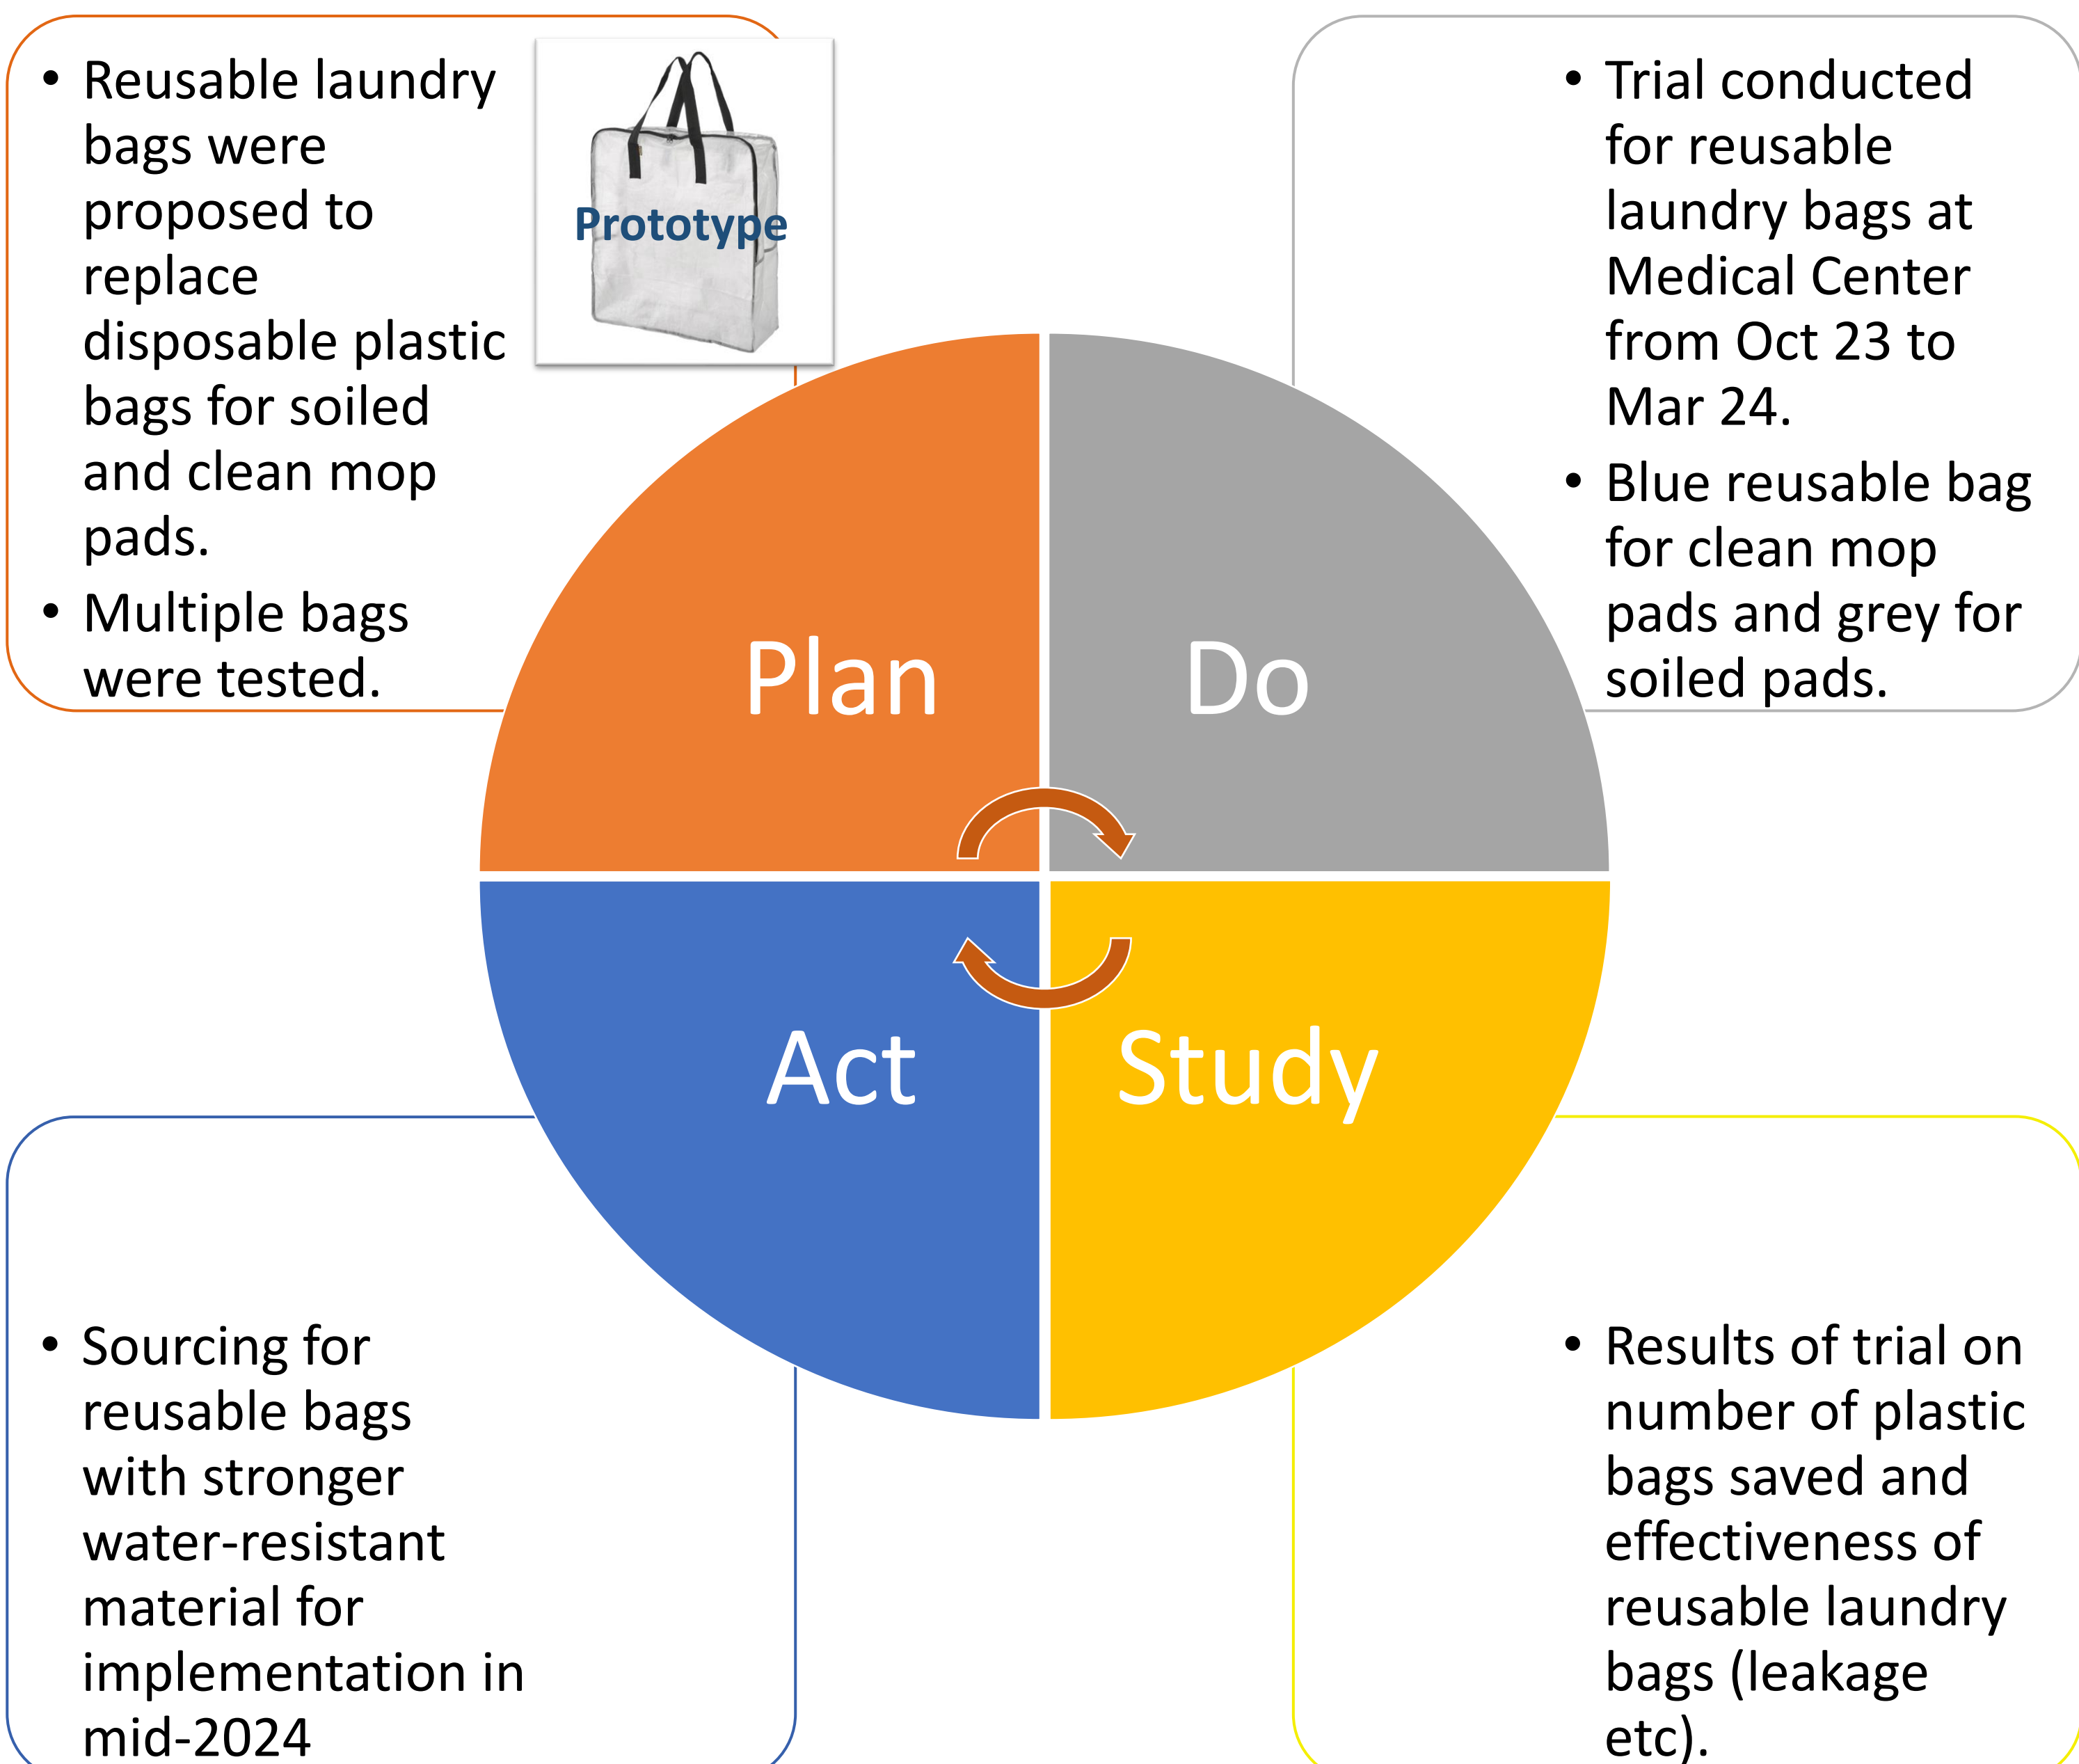 • Reusable laundry
bags were
proposed to
replace
disposable plastic
bags for soiled
and clean mop
pads.
• Multiple bags
were tested.
Prototype
• Trial conducted
for reusable
laundry bags at
Medical Center
from Oct 23 to
Mar 24.
• Blue reusable bag
for clean mop
pads and grey for
soiled pads.
Plan
Do
Act
Study
• Sourcing for
reusable bags
with stronger
water-resistant
material for
implementation in
mid-2024
• Results of trial on
number of plastic
bags saved and
effectiveness of
reusable laundry
bags (leakage
etc).